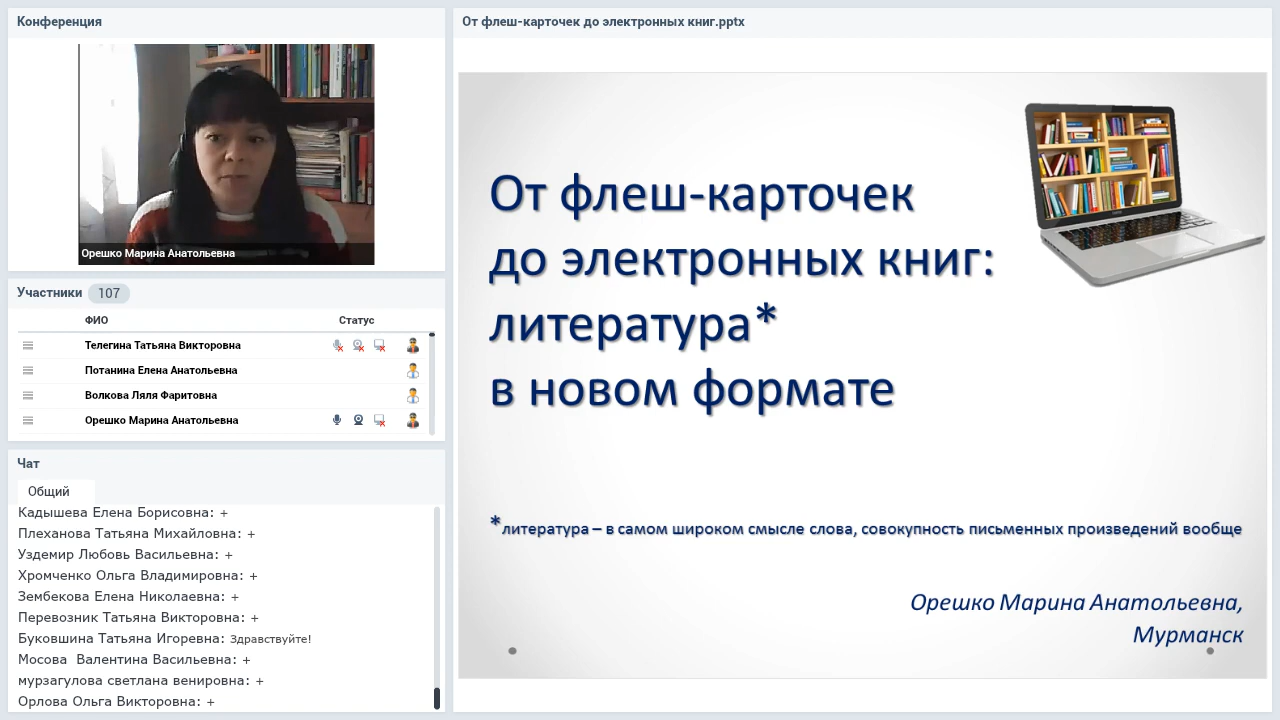 Конференция
Орешко Марина Анатольевна
Участники 107
ФИО Статус
Телегина Татьяна Викторовна
Потанина Елена Анатольевна
Волкова Ляля Фаритовна
Орешко Марина Анатольевна
Чат
Общий
Кадышева Елена Борисовна: +
Плеханова Татьяна Михайловна: +
Уздемир Любовь Васильевна: +
Хромченко Ольга Владимировна: +
Зембекова Елена Николаевна: +
Перевозник Татьяна Викторовна: +
Буковшина Татьяна Игоревна: Здравствуйте!
Мосова Валентина Васильевна: +
мурзагулова светлана венировна: +
Орлова Ольга Викторовна: +
От флеш-карточек до электронных книг.pptx
От флеш-карточек
до электронных книг:
литература*
в новом формате
*литература – в самом широком смысле слова, совокупность письменных произведений вообще
Орешко Марина Анатольевна,
Мурманск